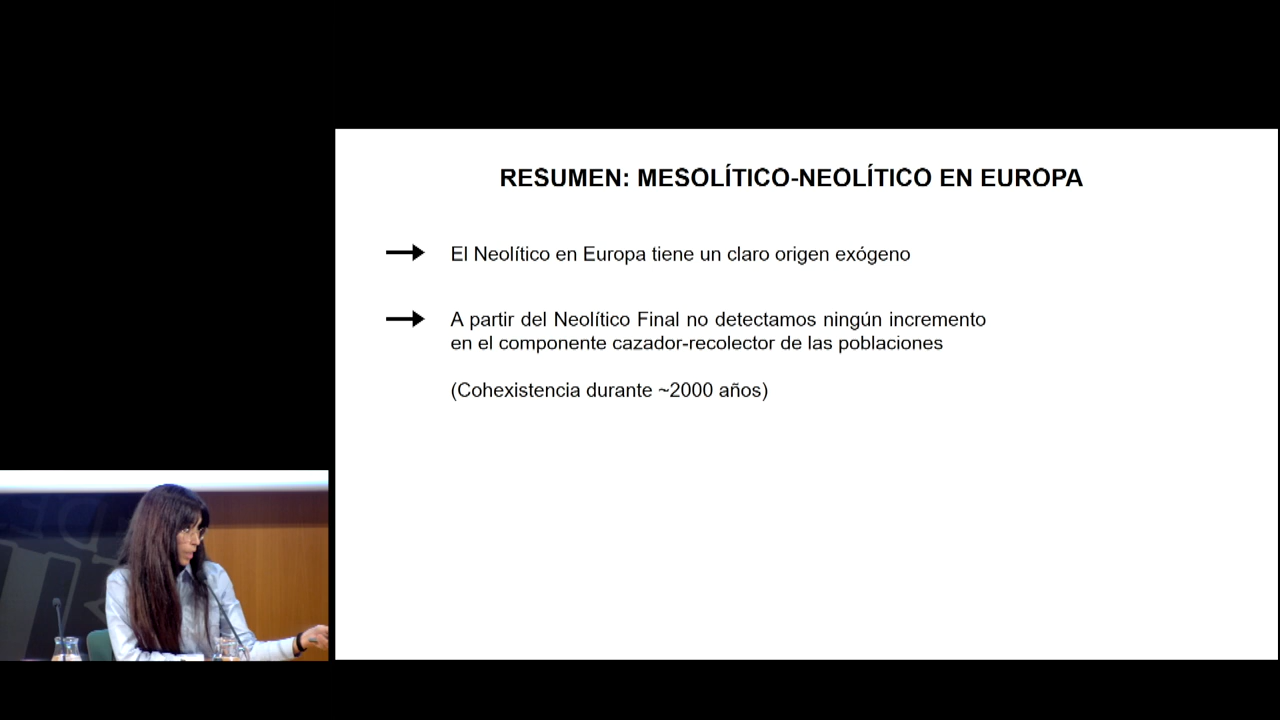 RESUMEN: MESOLÍTICO-NEOLÍTICO EN EUROPA
El Neolítico en Europa tiene un claro origen exógeno
A partir del Neolítico Final no detectamos ningún incremento
en el componente cazador-recolector de las poblaciones
(Cohexistencia durante ~2000 años)